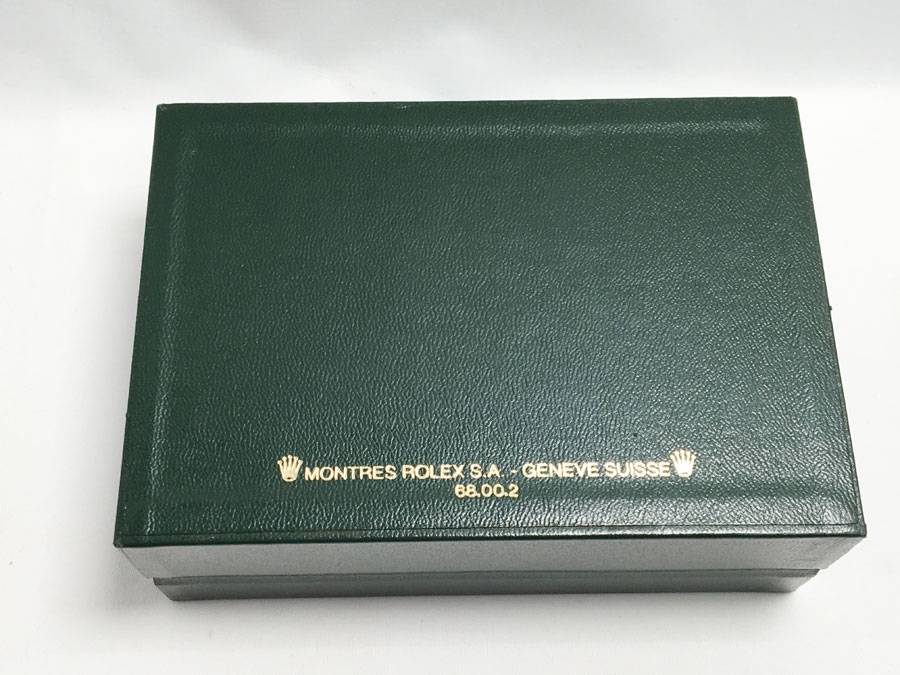 MONTRES ROLEX S.A. - GENEVE SUISSE
68.00.2